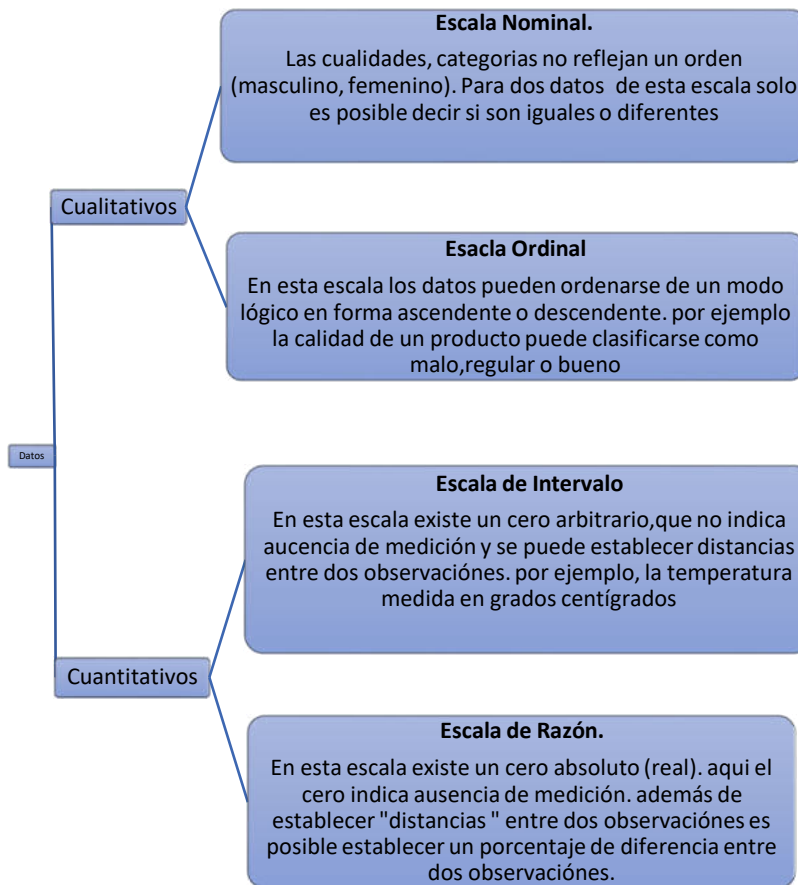 Escala Nominal.
Las cualidades, categorias no reflejan un orden
(masculino, femenino). Para dos datos de esta escala solo
es posible decir si son iguales o diferentes
Cualitativos
Esacla Ordinal
En esta escala los datos pueden ordenarse de un modo
lógico en forma ascendente o descendente. por ejemplo
la calidad de un producto puede clasificarse como
malo,regular o bueno
Datos
Escala de Intervalo
En esta escala existe un cero arbitrario,que no indica
aucencia de medición y se puede establecer distancias
entre dos observaciónes. por ejemplo, la temperatura
medida en grados centígrados
Cuantitativos
Escala de Razón.
En esta escala existe un cero absoluto (real). aqui el
cero indica ausencia de medición. además de
establecer "distancias " entre dos observaciónes es
posible establecer un porcentaje de diferencia entre
dos observaciónes.